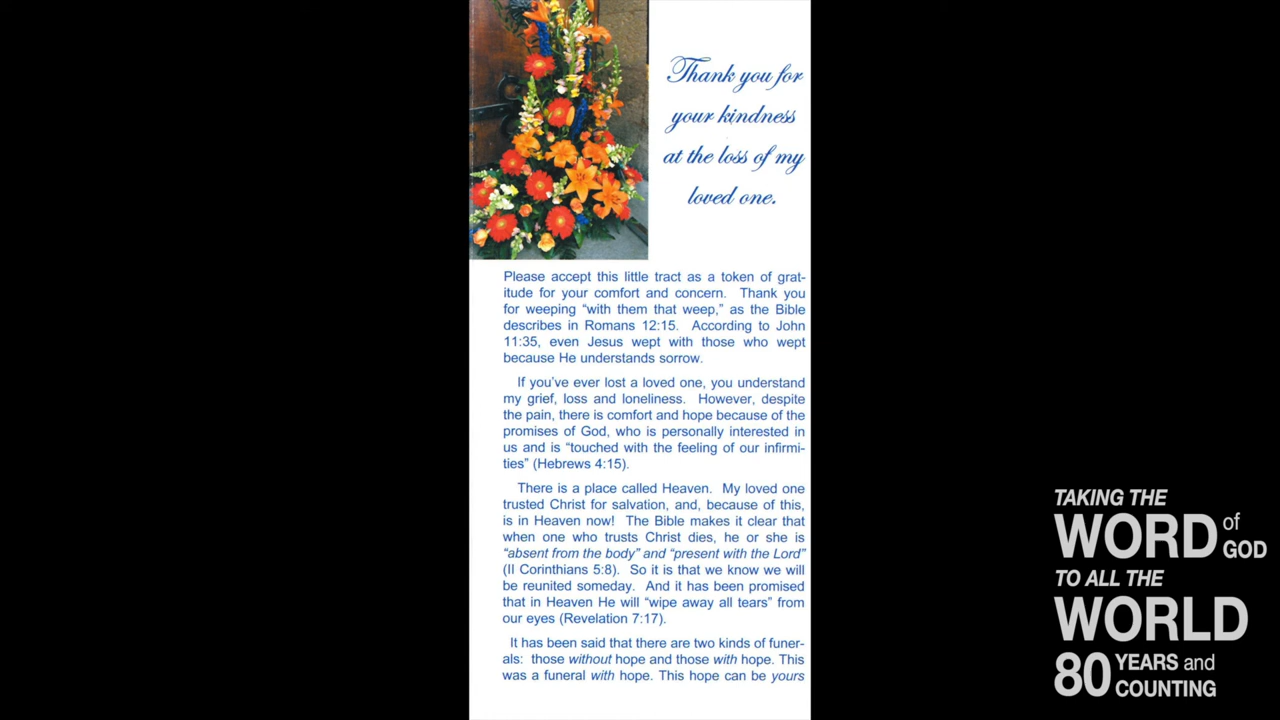 Thank you for
your kindness
at the loss of my
loved one.
Please accept this little tract as a token of grat-
itude for your comfort and concern. Thank you
for weeping “with them that weep,” as the Bible
describes in Romans 12:15. According to John
11:35, even Jesus wept with those who wept
because He understands sorrow.
If you’ve ever lost a loved one, you understand
my grief, loss and loneliness. However, despite
the pain, there is comfort and hope because of the
promises of God, who is personally interested in
us and is “touched with the feeling of our infirmi-
ties” (Hebrews 4:15).
There is a place called Heaven. My loved one
trusted Christ for salvation, and, because of this,
is in Heaven now! The Bible makes it clear that
when one who trusts Christ dies, he or she is
“absent from the body” and “present with the Lord”
(II Corinthians 5:8). So it is that we know we will
be reunited someday. And it has been promised
that in Heaven He will “wipe away all tears” from
our eyes (Revelation 7:17).
It has been said that there are two kinds of funer-
als: those without hope and those with hope. This
was a funeral with hope. This hope can be yours
TAKING THE
WORD of GOD
TO ALL THE
WORLD
80 YEARS and COUNTING